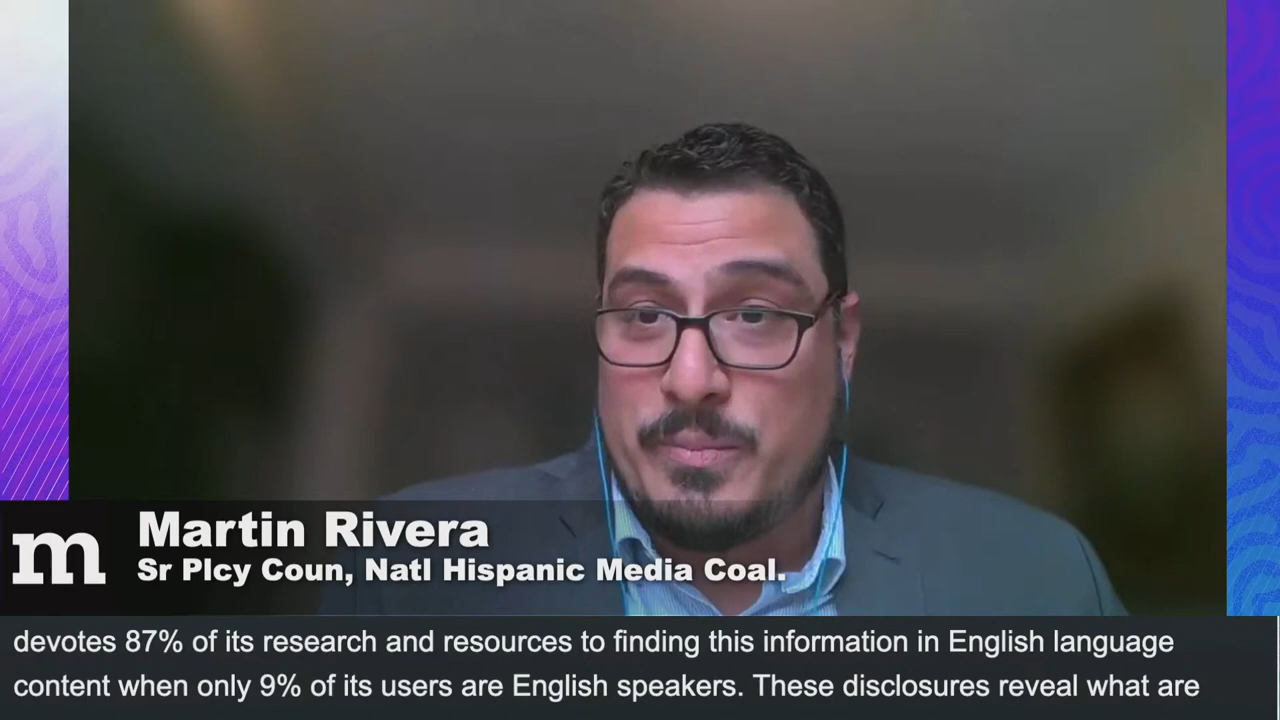 m
Martin Rivera
Sr Plcy Coun, Natl Hispanic Media Coal.
devotes 87% of its research and resources to finding this information in English language
content when only 9% of its users are English speakers. These disclosures reveal what are